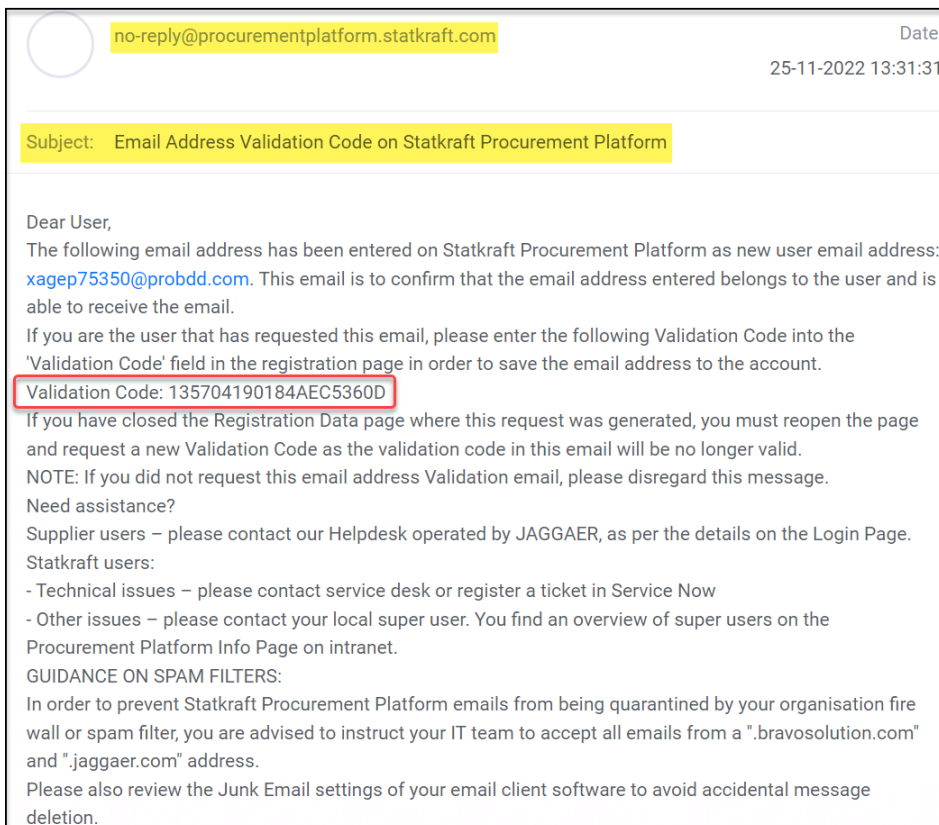 no-reply@procurementplatform.statkraft.com
Date
25-11-2022 13:31:31
Subject: Email Address Validation Code on Statkraft Procurement Platform
Dear User,
The following email address has been entered on Statkraft Procurement Platform as new user email address:
xagep75350@probdd.com. This email is to confirm that the email address entered belongs to the user and is
able to receive the email.
If you are the user that has requested this email, please enter the following Validation Code into the
'Validation Code' field in the registration page in order to save the email address to the account.
Validation Code: 135704190184AEC5360D
If you have closed the Registration Data page where this request was generated, you must reopen the page
and request a new Validation Code as the validation code in this email will be no longer valid.
NOTE: If you did not request this email address Validation email, please disregard this message.
Need assistance?
Supplier users – please contact our Helpdesk operated by JAGGAER, as per the details on the Login Page.
Statkraft users:
- Technical issues – please contact service desk or register a ticket in Service Now
- Other issues – please contact your local super user. You find an overview of super users on the
Procurement Platform Info Page on intranet.
GUIDANCE ON SPAM FILTERS:
In order to prevent Statkraft Procurement Platform emails from being quarantined by your organisation fire
wall or spam filter, you are advised to instruct your IT team to accept all emails from a ".bravosolution.com"
and ".jaggaer.com" address.
Please also review the Junk Email settings of your email client software to avoid accidental message
deletion.